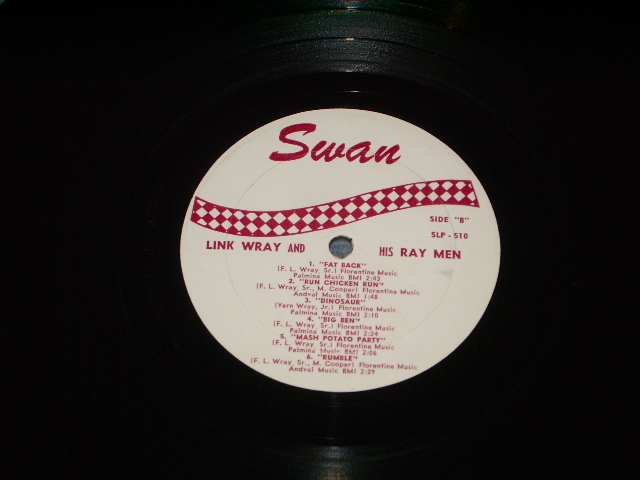 Swan
SIDE "B"
SLP - 510
LINK WRAY AND HIS RAY MEN
1. "FAT BACK"
(F. L. Wray, Sr.) Florentine Music
Palmina Music BMI 2:43
2. "RUN CHICKEN RUN"
(F. L. Wray, Sr., M. Cooper) Florentine Music
Andval Music BMI 1:48
3. "DINOSAUR"
(Vern Wray, Jr.) Florentine Music
Palmina Music BMI 2:10
4. "BIG BEN"
(F. L. Wray, Sr.) Florentine Music
Palmina Music BMI 2:24
5. "MASH POTATO PARTY"
(F. L. Wray, Sr.) Florentine Music
Palmina Music BMI 2:06
6. "RUMELE"
(F. L. Wray, Sr., M. Cooper) Florentine Music
Andval Music BMI 2:29